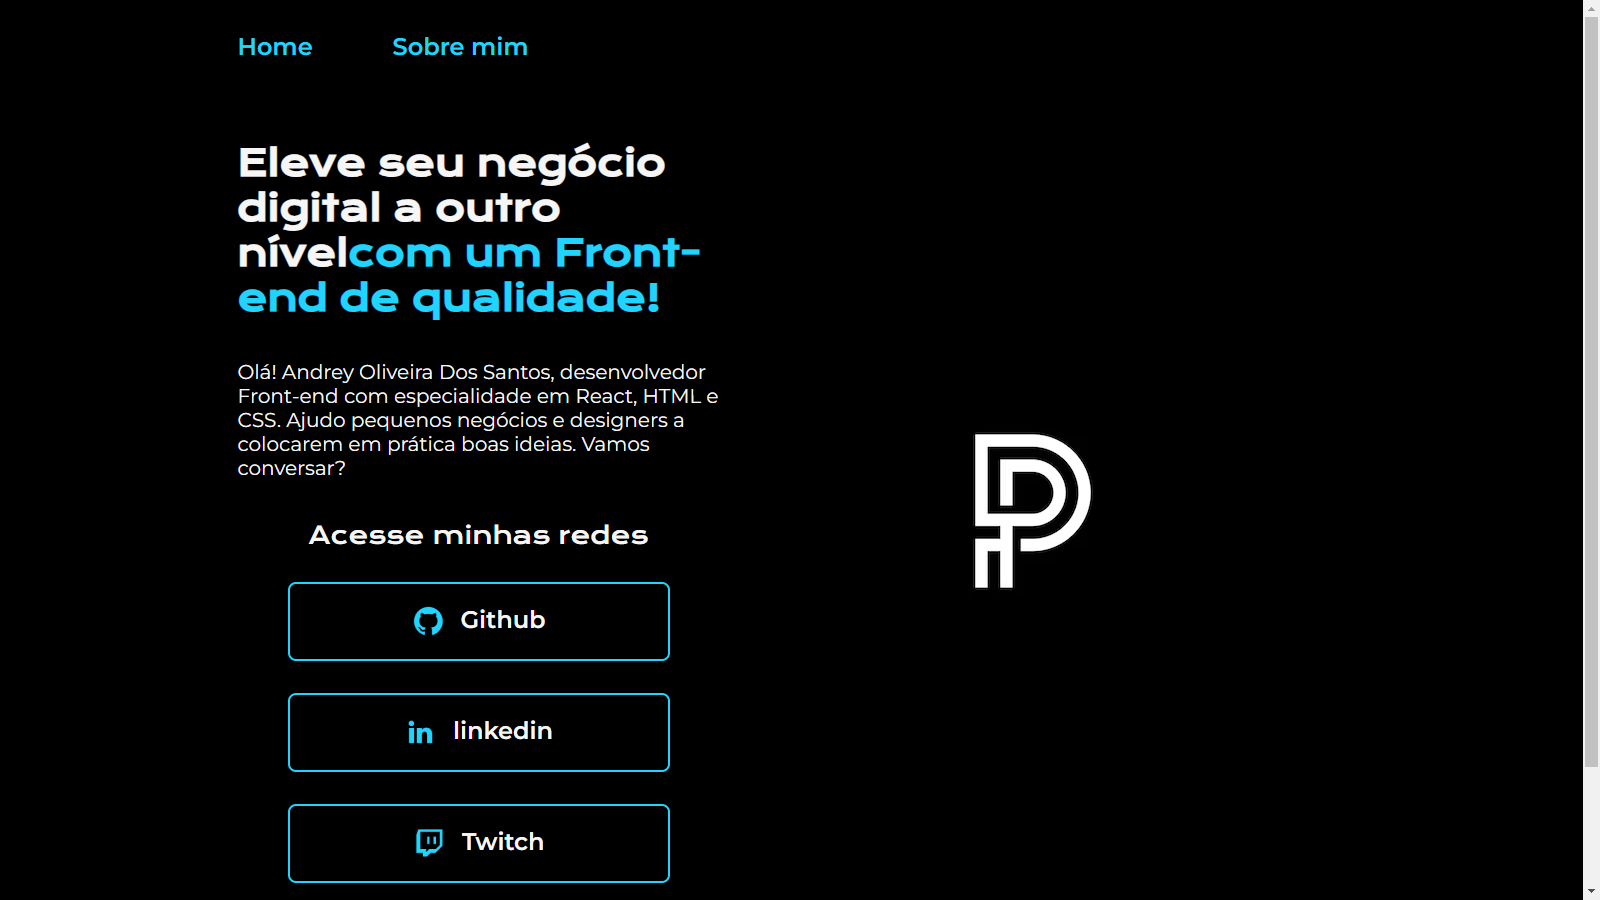 Home Sobre mim
Eleve seu negócio
digital a outro
nívelcom um Front-
end de qualidade!
Olá! Andrey Oliveira Dos Santos, desenvolvedor
Front-end com especialidade em React, HTML e
CSS. Ajudo pequenos negócios e designers a
colocarem em prática boas ideias. Vamos
conversar?
Acesse minhas redes
Github
linkedin
Twitch